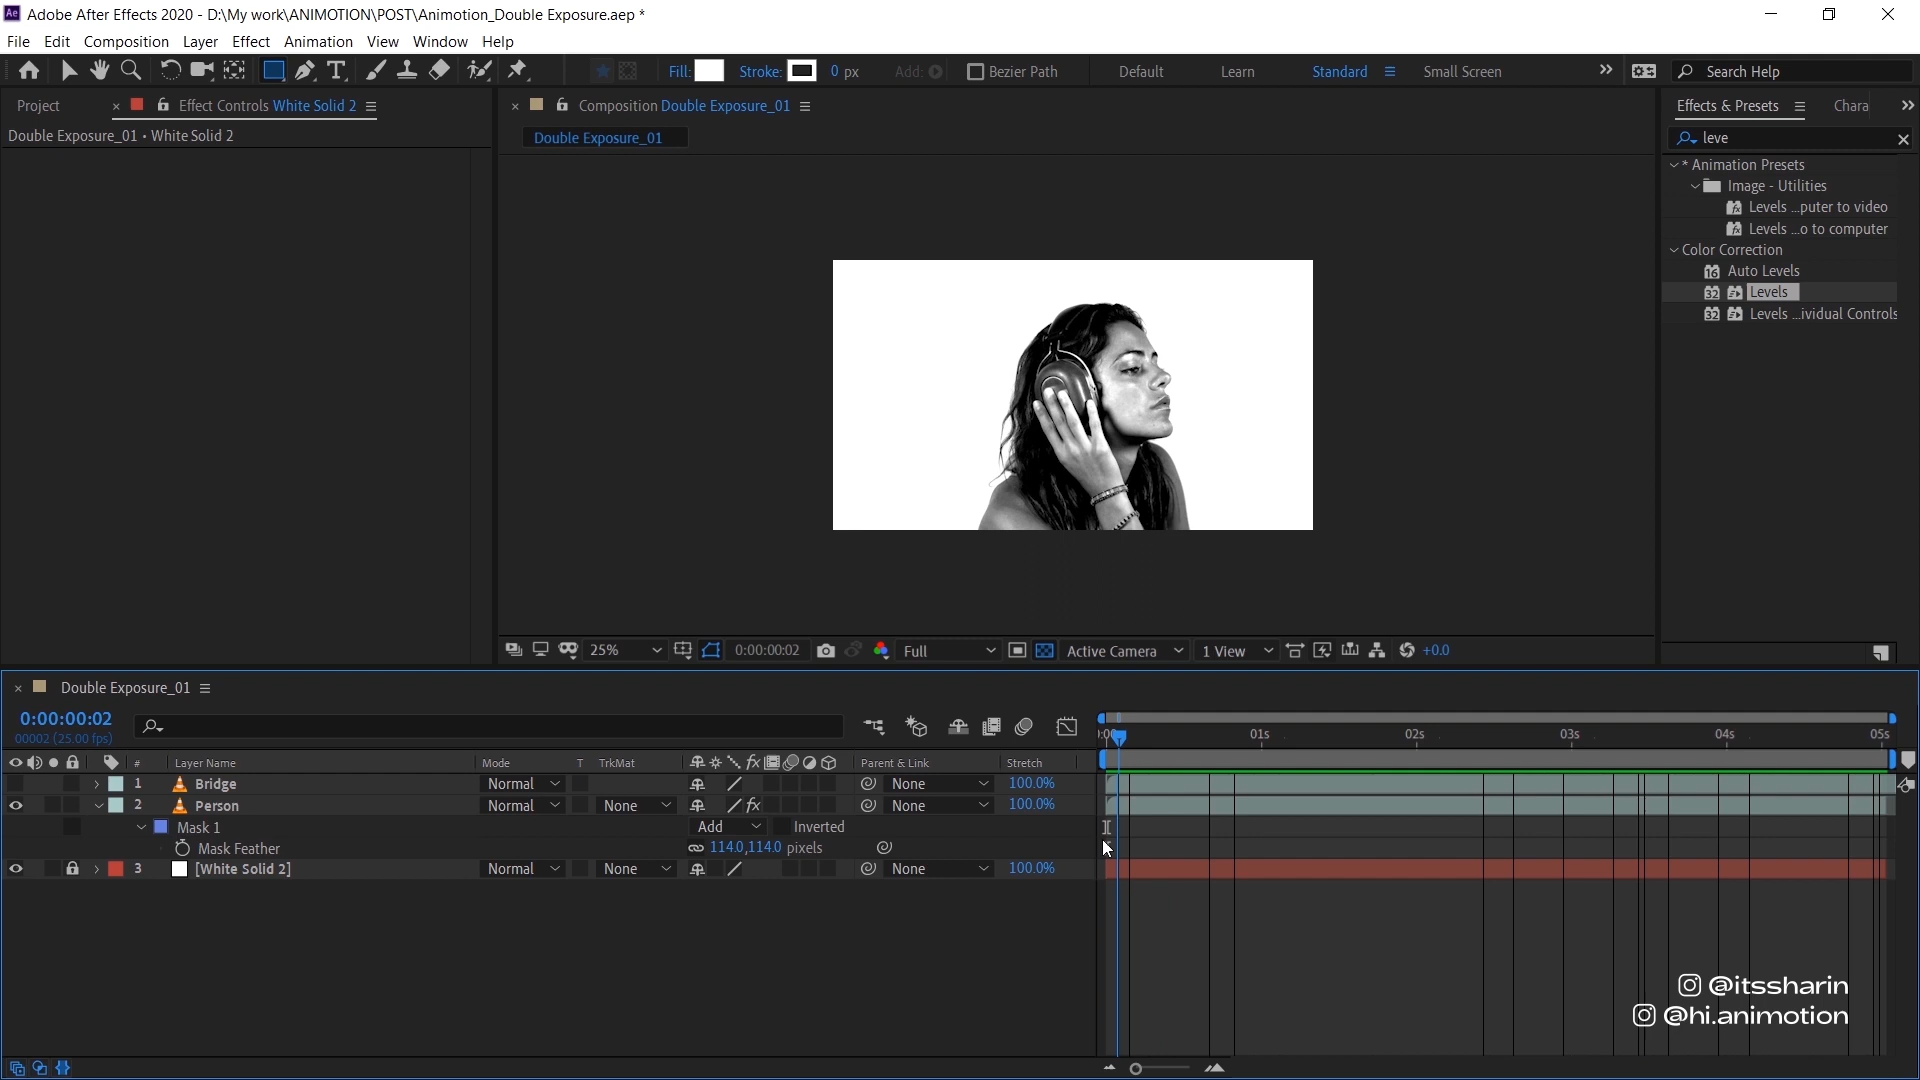 Adobe After Effects 2020 - D:\My work\ANIMOTION\POST\Animotion_Double Exposure.aep *
File Edit Composition Layer Effect Animation View Window Help
Fill: Stroke: 0 px Add: Bezier Path Default Learn Standard Small Screen Search Help
Project Effect Controls White Solid 2 Composition Double Exposure_01 Effects & Presets Chara
Double Exposure_01 • White Solid 2
Double Exposure_01
leve
* Animation Presets
Image - Utilities
Levels ...puter to video
Levels ...o to computer
Color Correction
16 Auto Levels
32 Levels
32 Levels ...ividual Controls
25% 0:00:00:02 Full Active Camera 1 View +0.0
Double Exposure_01
0:00:00:02
00002 (25.00 fps)
:00 01s 02s 03s 04s 05s
# Layer Name Mode T TrkMat fx Parent & Link Stretch
1 Bridge Normal None 100.0%
2 Person Normal None fx None 100.0%
Mask 1 Add Inverted
Mask Feather 114.0,114.0 pixels
3 [White Solid 2] Normal None None 100.0%
@itssharin
@hi.animotion